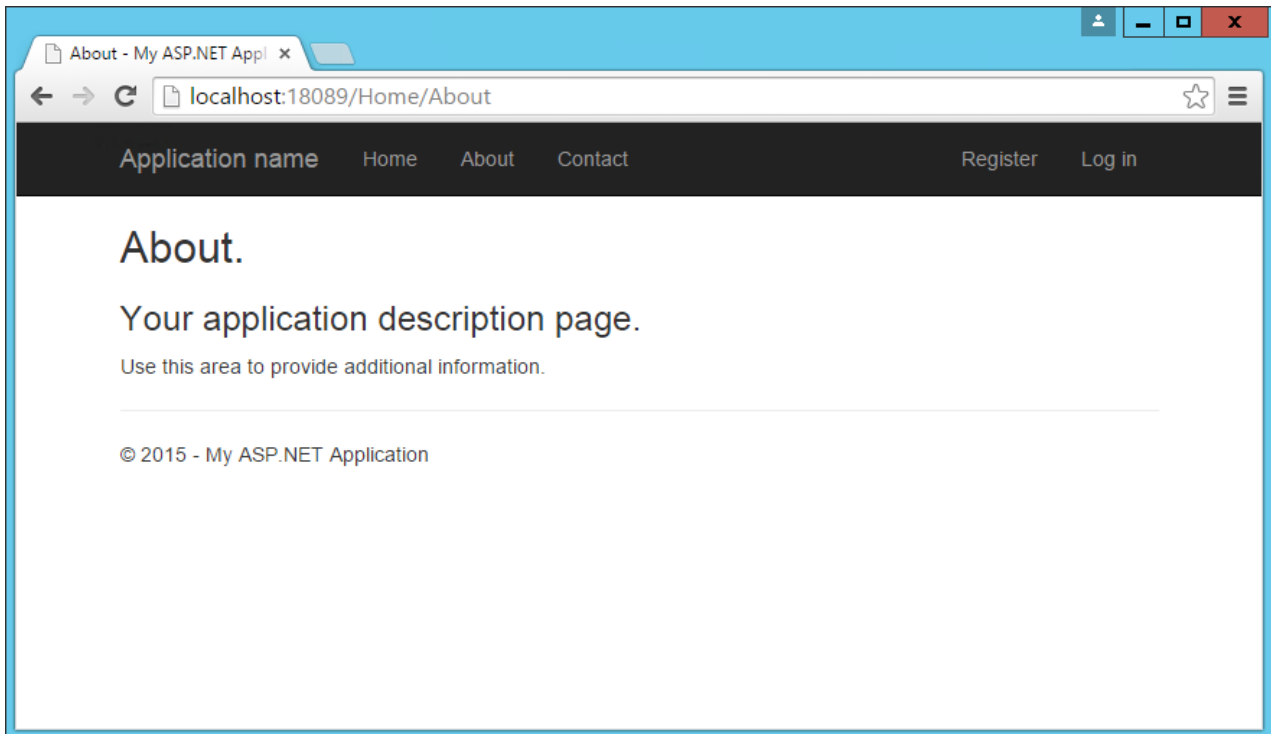 About - My ASP.NET Appl
localhost:18089/Home/About
Application name Home About Contact Register Log in
About.
Your application description page.
Use this area to provide additional information.
© 2015 - My ASP.NET Application